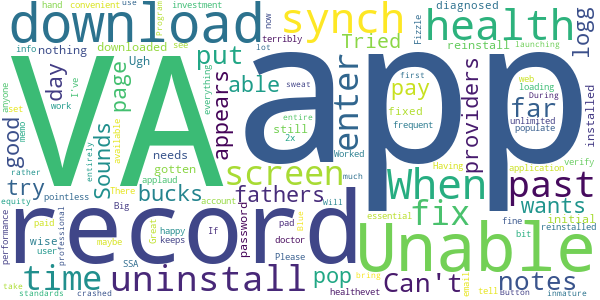 download
synch
health
VA
app
record
Unable
When
past
uninstall
time
screen
fathers
fix
Can't
notes
pop
bucks
enter
able
put
page
day
good
try
Sounds
appears
Tried
pay
far
logg
providers
wants
wise
needs
gotten
still
fixed
password
reinstall
installed
initial
diagnosed
downloaded
nothing
Ugh
hand
convenient
use
Program
investment
now
info
see
lot
terribly
Fizzle
launching
anyone
I've
set
work
memo
everything
sweat
first
During
web
loading
unlimited
populate
frequent
entire
2x
Worked
much
application
verify
Having
rather
entirely
pointless
available
There
applaud
equity
performance
paid
user
professional
maybe
Big
account
Great
happy
keeps
If
Will
pad
doctor
Blue
Please
essential
fine
bit
reinstalled
take
standards
crashed
SSA
healthevet
bring
email
tell
Button
inmature